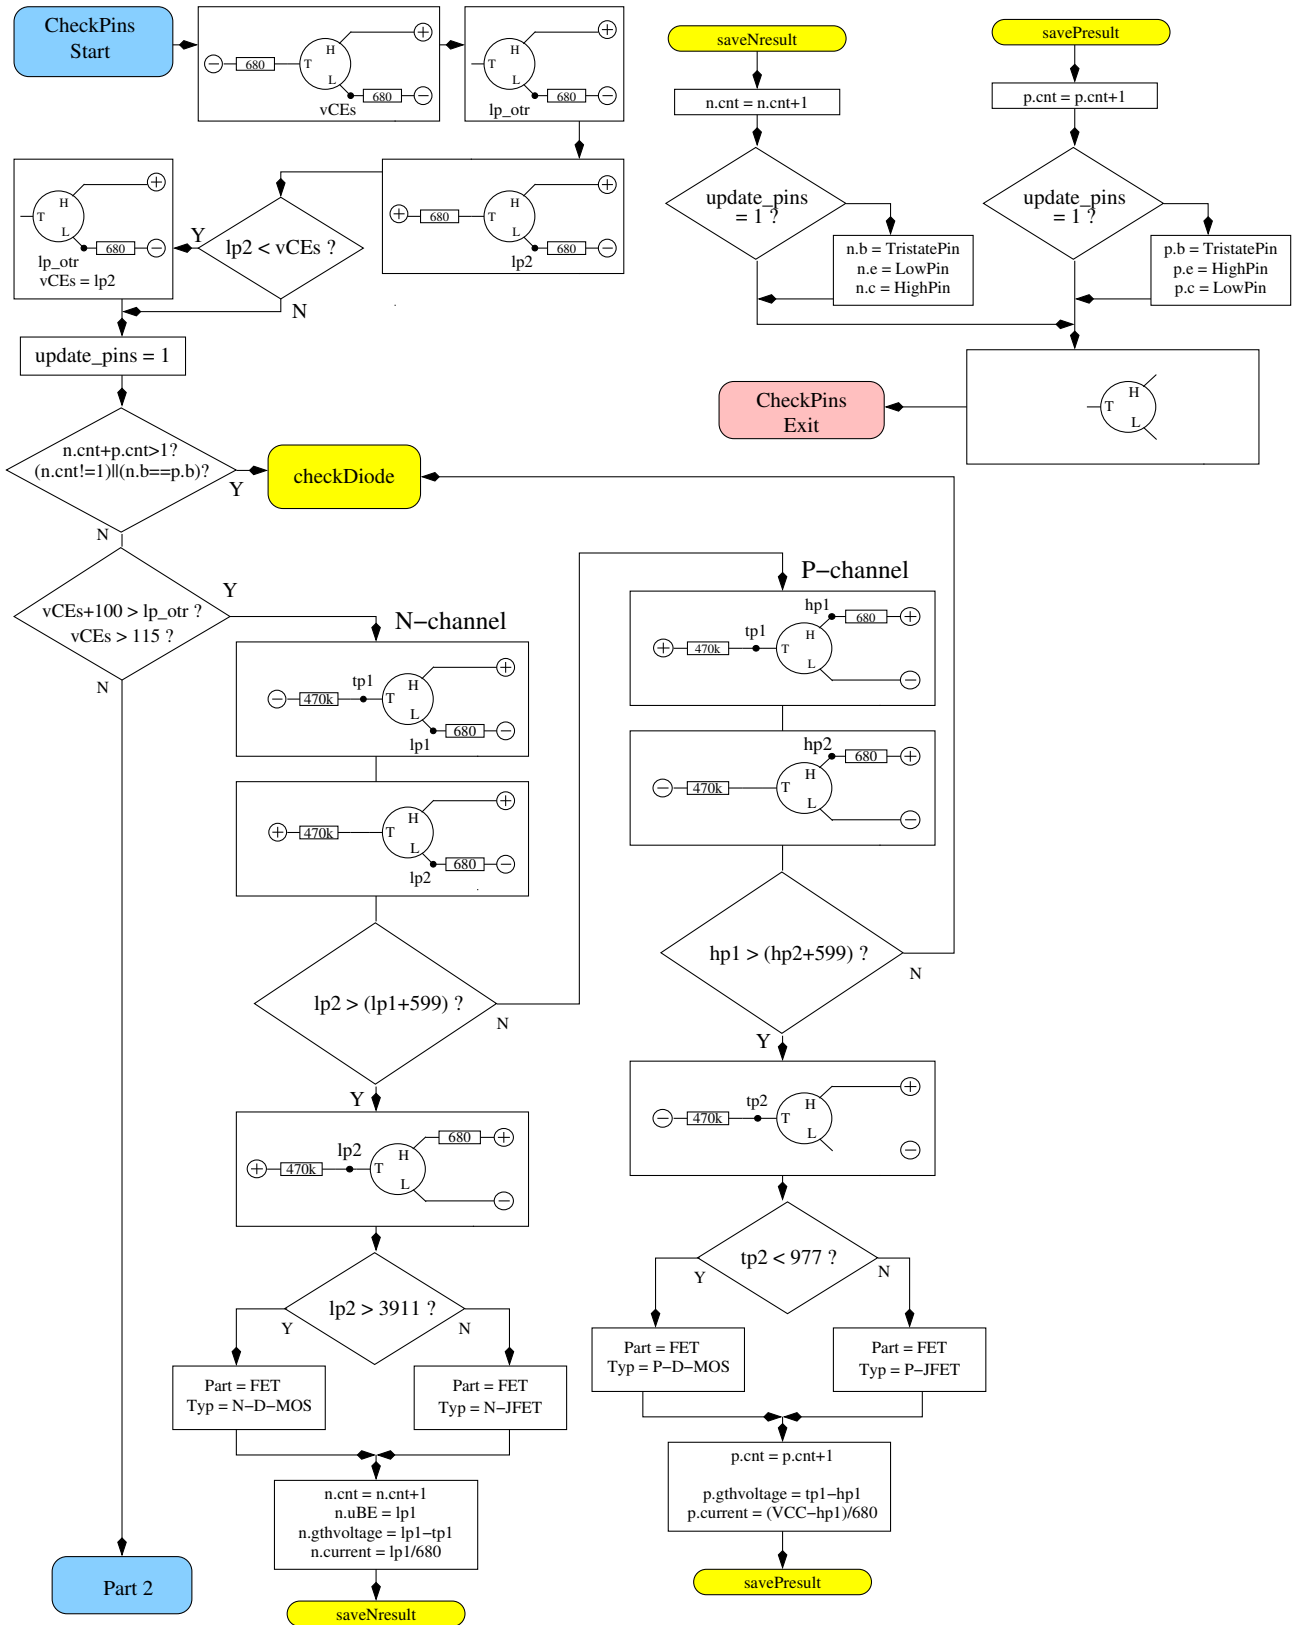 CheckPins
Start
−
680
T
H
L
+
680
−
vCEs
T
H
L
+
680
−
lp_otr
saveNresult
n.cnt = n.cnt+1
update_pins
= 1 ?
n.b = TristatePin
n.e = LowPin
n.c = HighPin
savePresult
p.cnt = p.cnt+1
update_pins
= 1 ?
p.b = TristatePin
p.e = HighPin
p.c = LowPin
T
H
L
CheckPins
Exit
+
680
T
H
L
+
680
−
lp2
lp2 < vCEs ?
Y
N
T
H
L
+
680
−
lp_otr
vCEs = lp2
update_pins = 1
n.cnt+p.cnt>1?
(n.cnt!=1)||(n.b==p.b)?
Y
N
checkDiode
vCEs+100 > lp_otr ?
vCEs > 115 ?
Y
N
N−channel
−
470k
tp1
T
H
L
+
680
−
lp1
+
470k
T
H
L
+
680
−
lp2
lp2 > (lp1+599) ?
N
Y
+
470k
lp2
T
H
L
680
+
−
lp2 > 3911 ?
Y
N
Part = FET
Typ = N−D−MOS
Part = FET
Typ = N−JFET
n.cnt = n.cnt+1
n.uBE = lp1
n.gthvoltage = lp1−tp1
n.current = lp1/680
saveNresult
P−channel
+
470k
tp1
T
H
L
hp1
680
+
−
−
470k
T
H
L
hp2
680
+
−
hp1 > (hp2+599) ?
N
Y
−
470k
tp2
T
H
L
+
−
tp2 < 977 ?
Y
N
Part = FET
Typ = P−D−MOS
Part = FET
Typ = P−JFET
p.cnt = p.cnt+1
p.gthvoltage = tp1−hp1
p.current = (VCC−hp1)/680
savePresult
Part 2